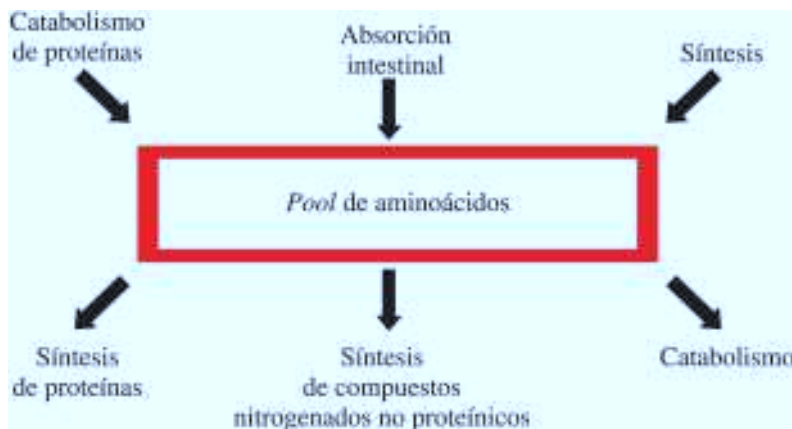 Catabolismo
de proteínas
Absorción
intestinal
Síntesis
Pool de aminoácidos
Síntesis
de proteínas
Síntesis
de compuestos
nitrogenados no proteínicos
Catabolismo